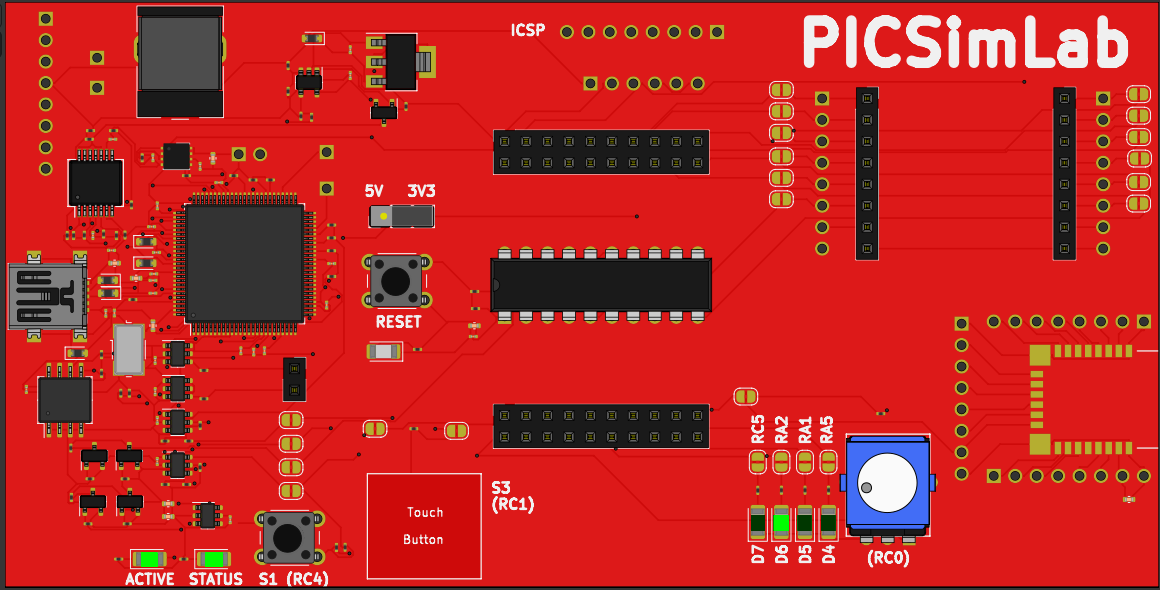 ICSP
PICSimLab
5V 3V3
RESET
RC5
RA2
RA1
RA5
S3
(RC1)
Touch
Button
D7
D6
D5
D4
(RC0)
ACTIVE
STATUS
S1 (RC4)